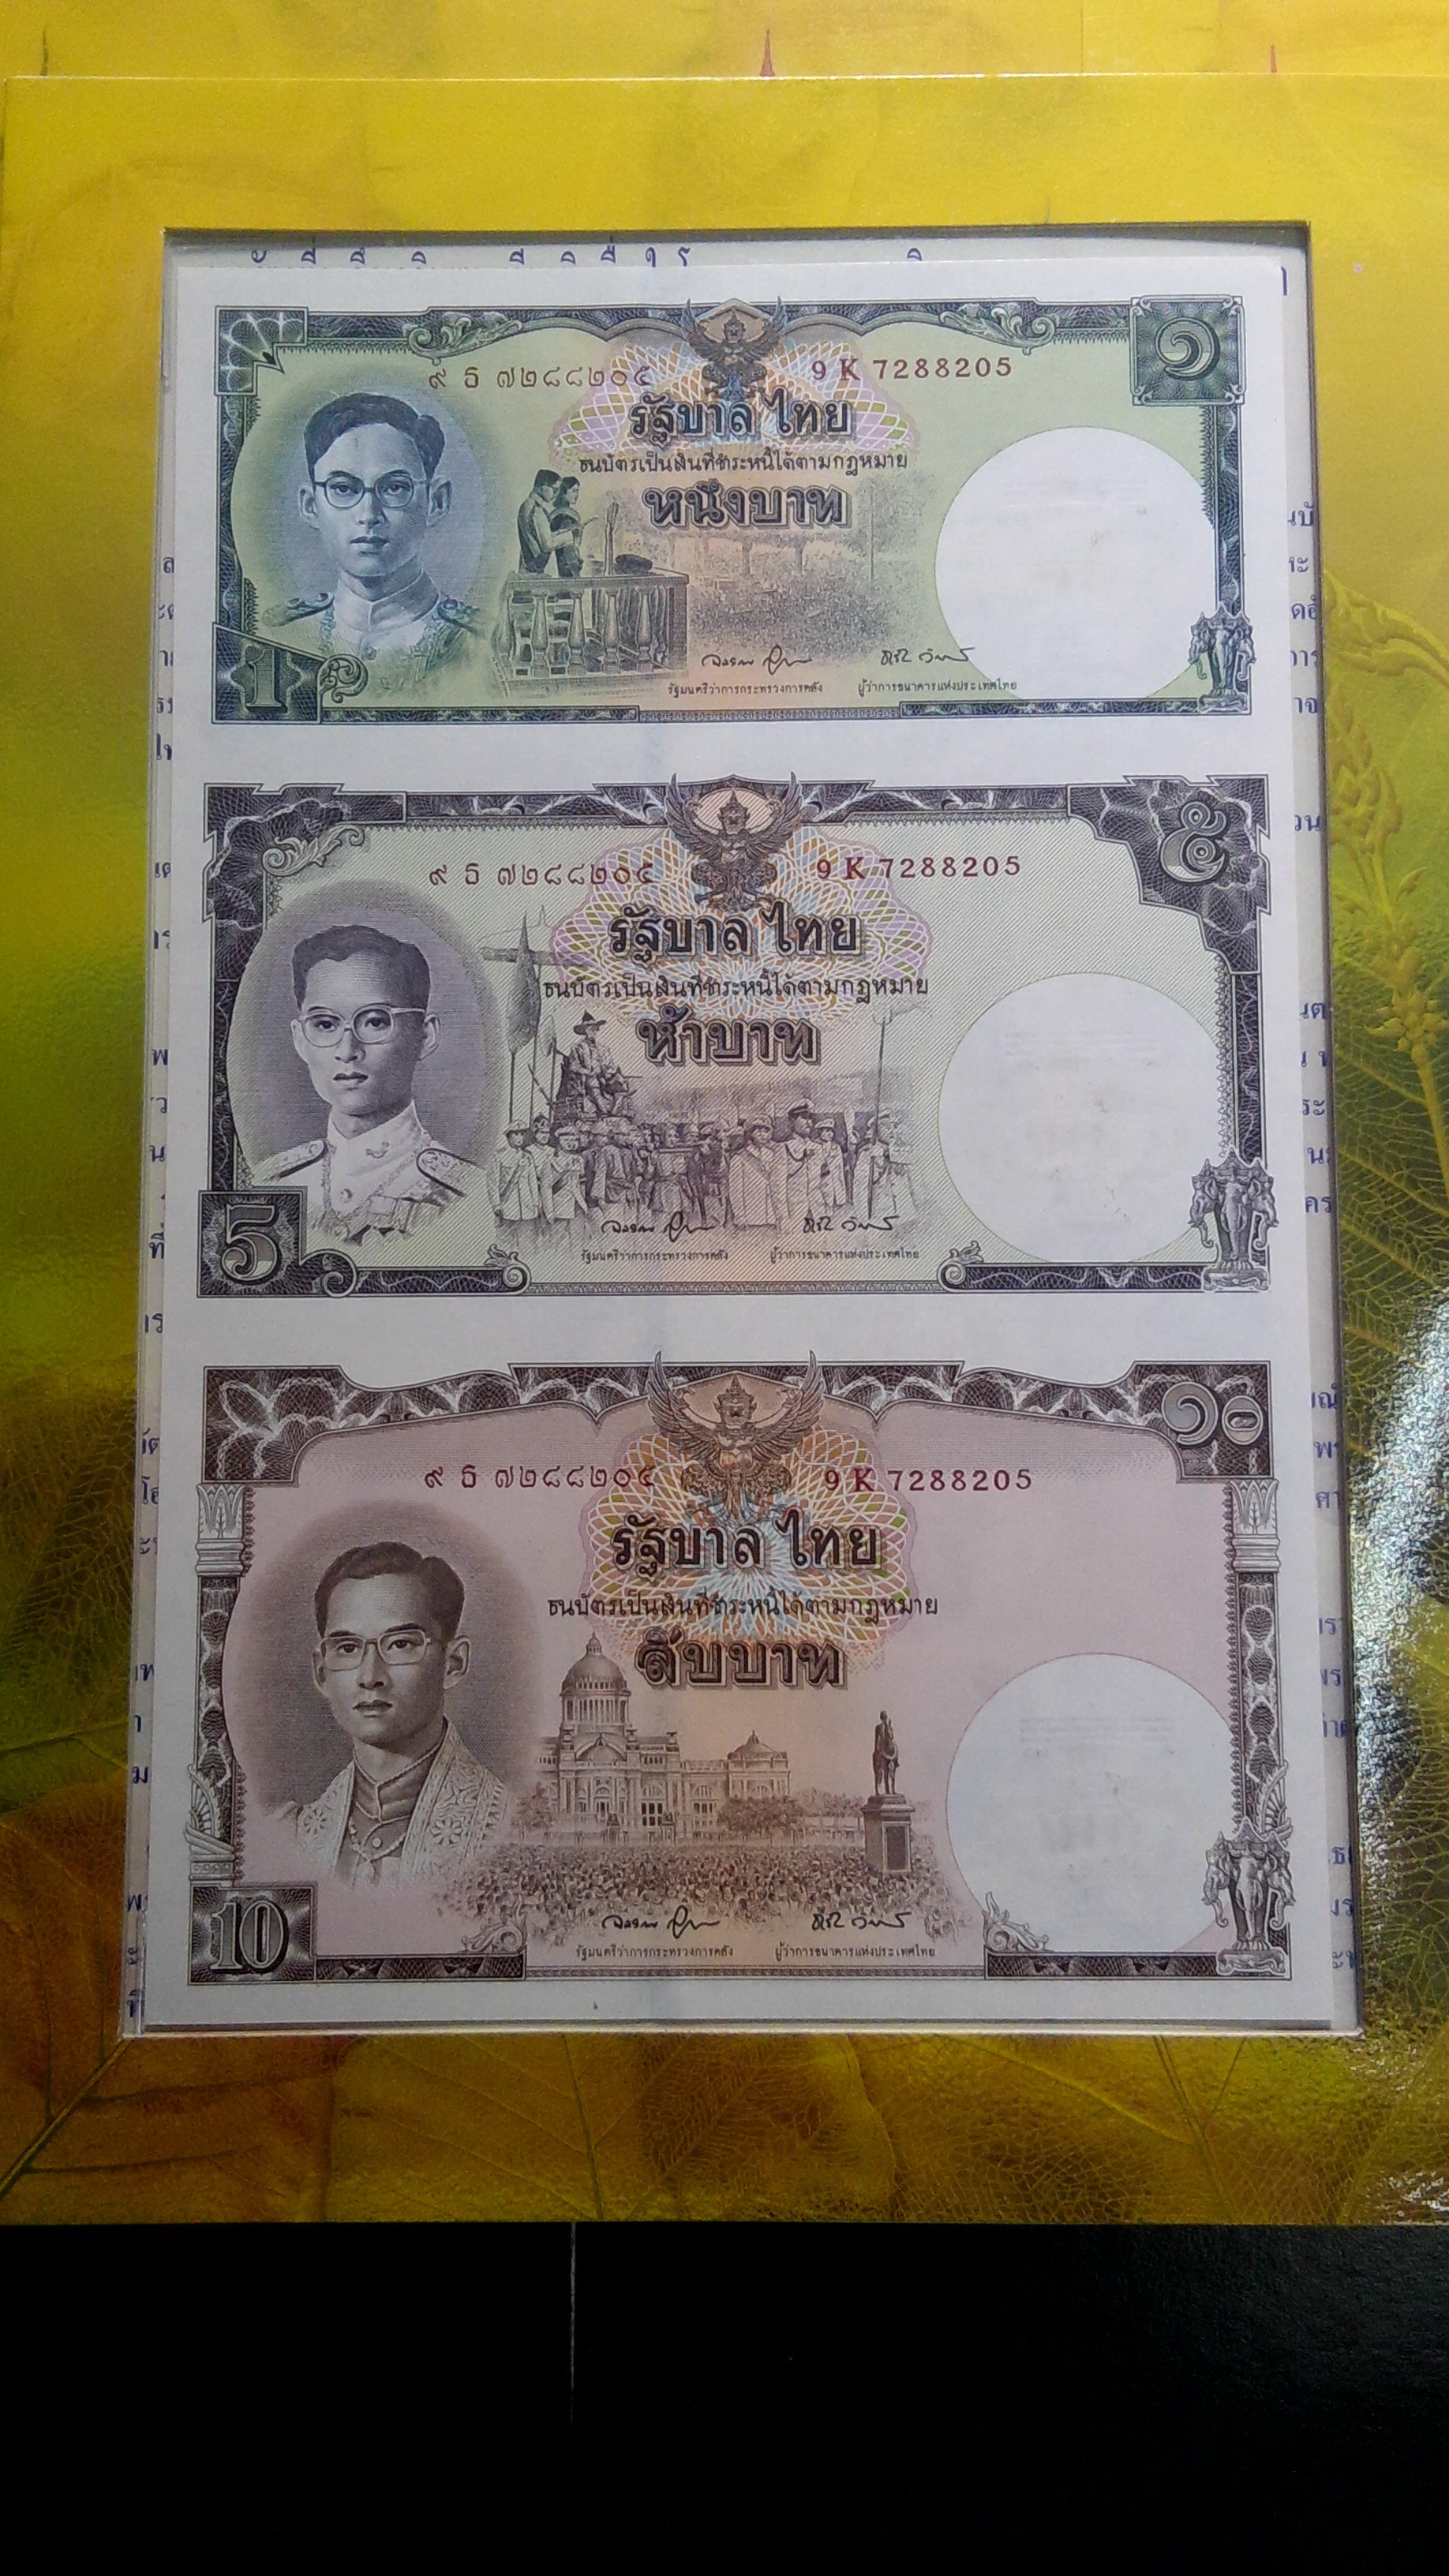 ๑
๙ ธ ๗๒๘๘๒๐๕ 9 K 7288205
รัฐบาลไทย
ธนบัตรเป็นเงินที่ชำระหนี้ได้ตามกฎหมาย
หนึ่งบาท
1
รัฐมนตรีว่าการกระทรวงการคลัง ผู้ว่าการธนาคารแห่งประเทศไทย
๕
๙ ธ ๗๒๘๘๒๐๕ 9 K 7288205
รัฐบาลไทย
ธนบัตรเป็นเงินที่ชำระหนี้ได้ตามกฎหมาย
ห้าบาท
5
รัฐมนตรีว่าการกระทรวงการคลัง ผู้ว่าการธนาคารแห่งประเทศไทย
๑๐
๙ ธ ๗๒๘๘๒๐๕ 9 K 7288205
รัฐบาลไทย
ธนบัตรเป็นเงินที่ชำระหนี้ได้ตามกฎหมาย
สิบบาท
10
รัฐมนตรีว่าการกระทรวงการคลัง ผู้ว่าการธนาคารแห่งประเทศไทย